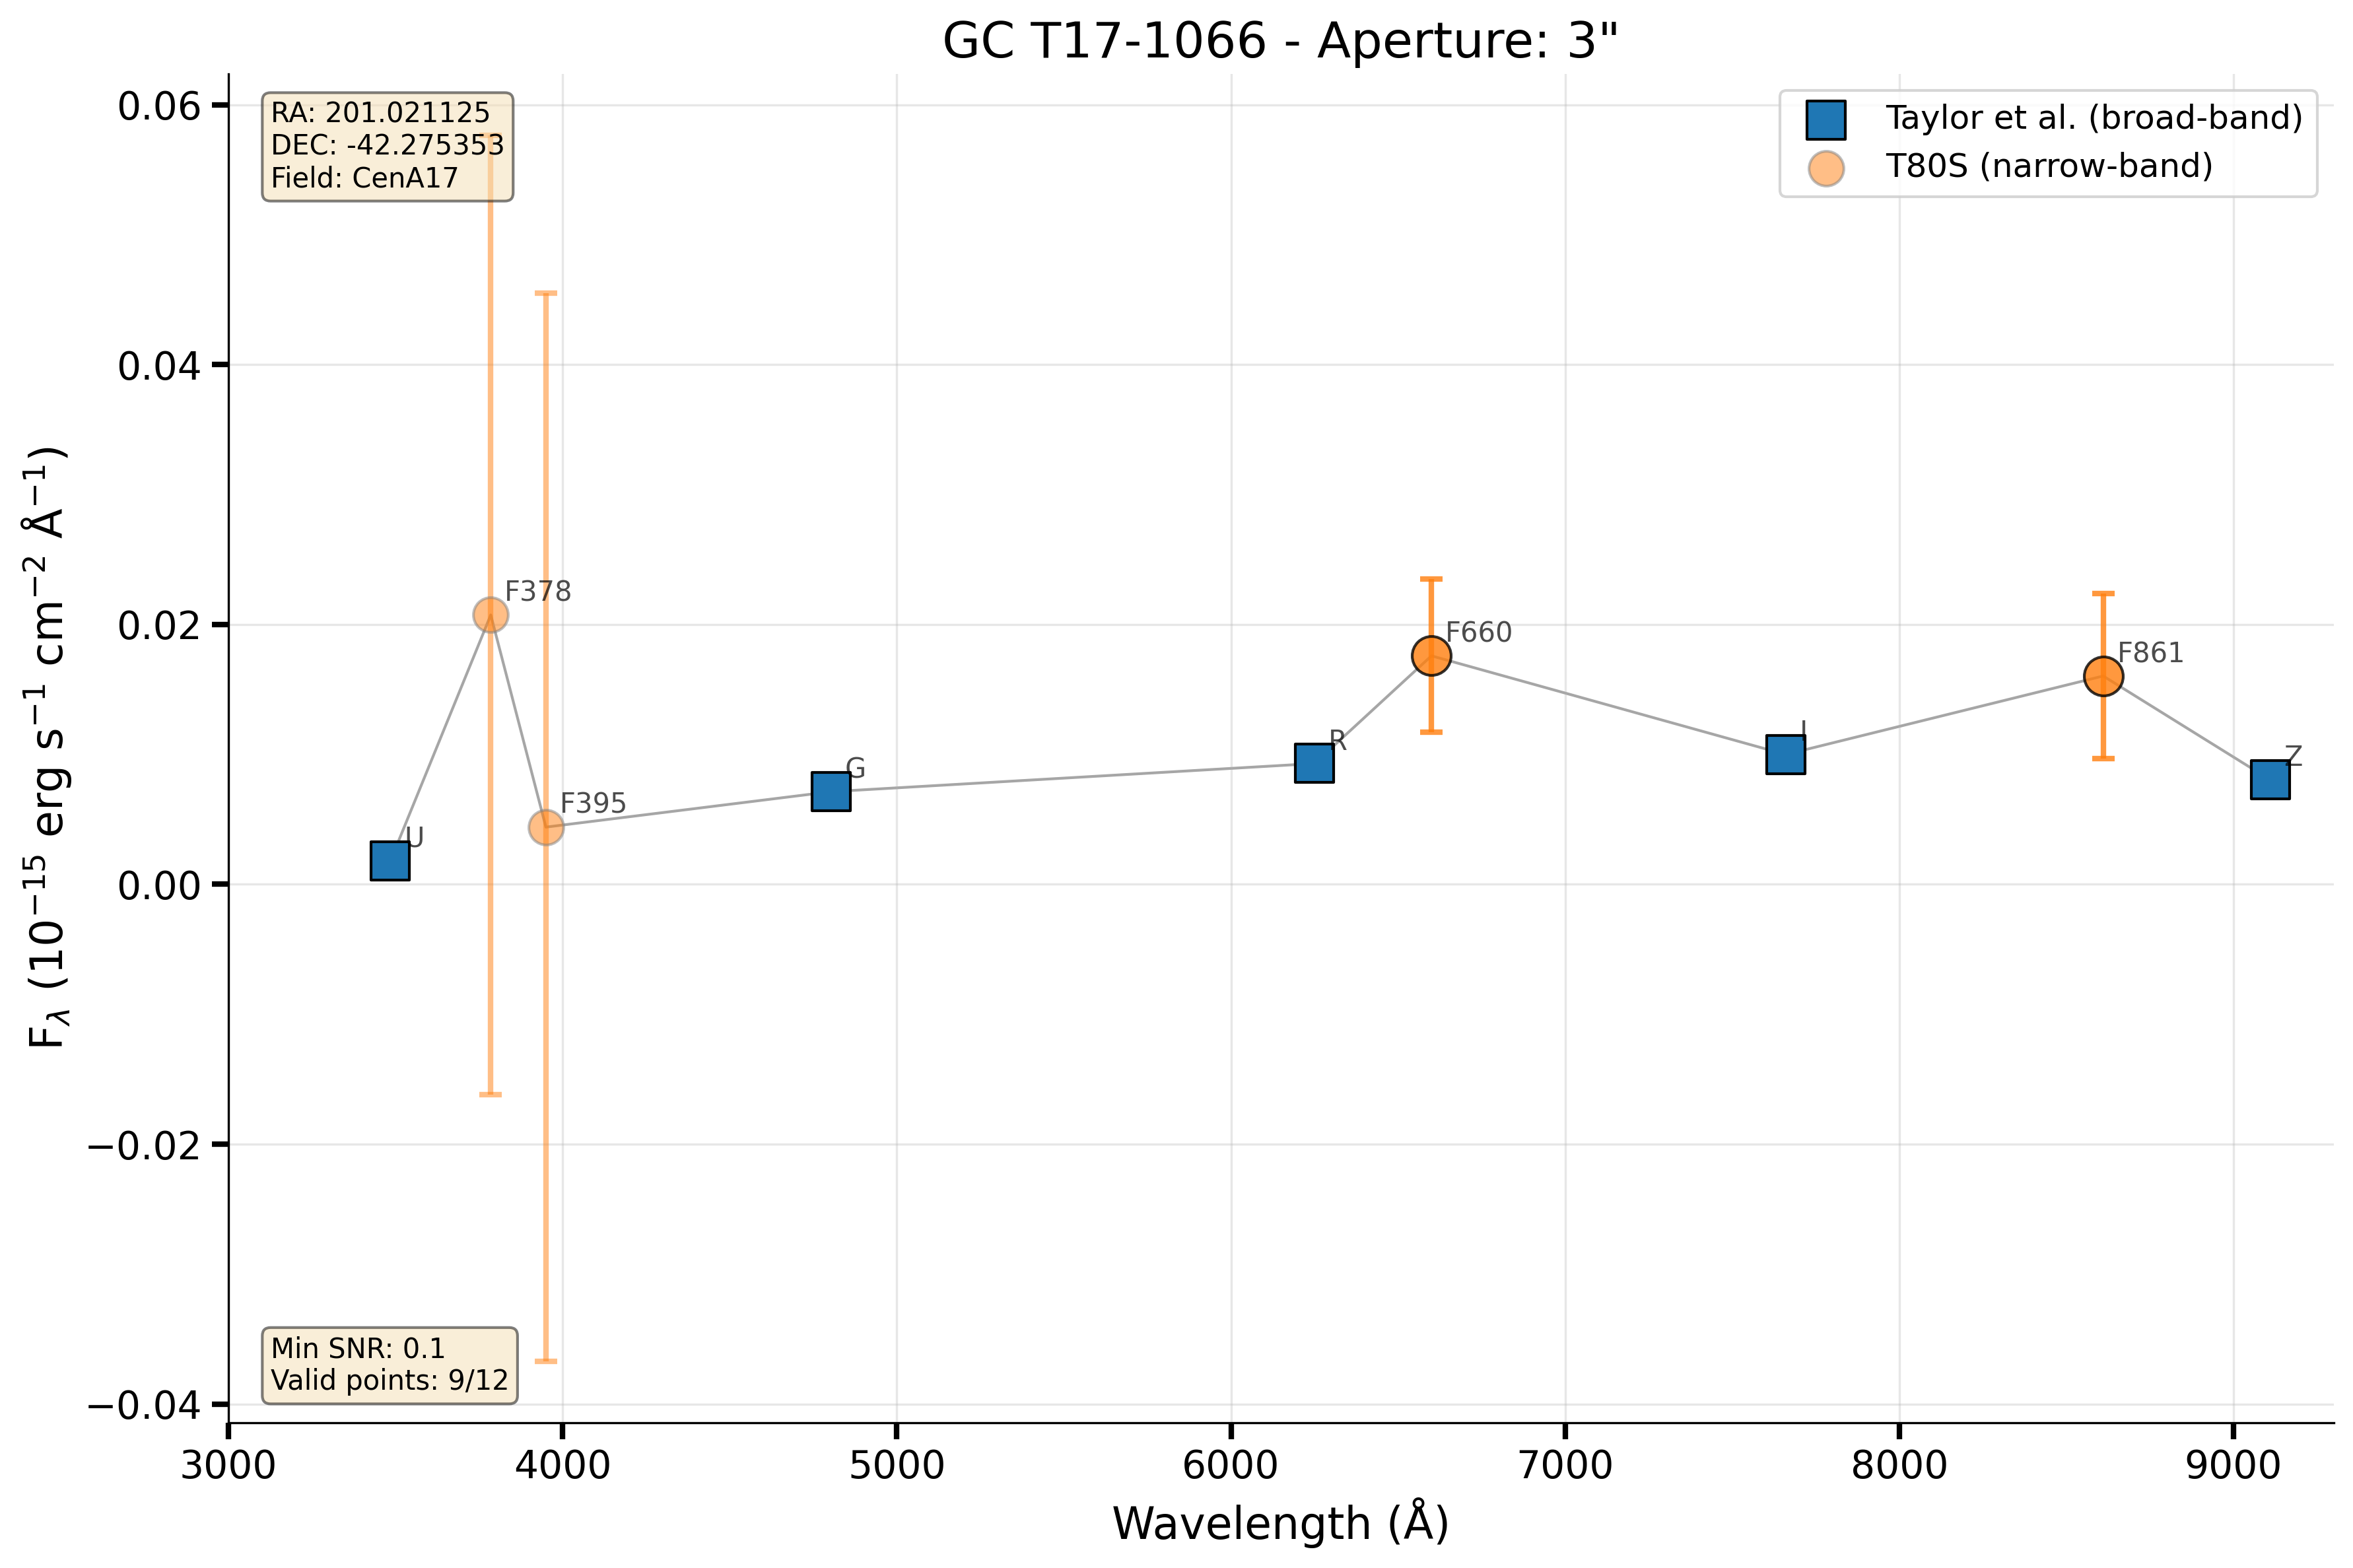 GC T17-1066 - Aperture: 3"
RA: 201.021125
DEC: -42.275353
Field: CenA17
Taylor et al. (broad-band)
T80S (narrow-band)
0.06
0.04
0.02
0.00
−0.02
−0.04
F$_λ$ (10$^{−15}$ erg s$^{−1}$ cm$^{−2}$ Å$^{−1}$)
U
F378
F395
G
R
F660
I
F861
Z
Min SNR: 0.1
Valid points: 9/12
3000
4000
5000
6000
7000
8000
9000
Wavelength (Å)